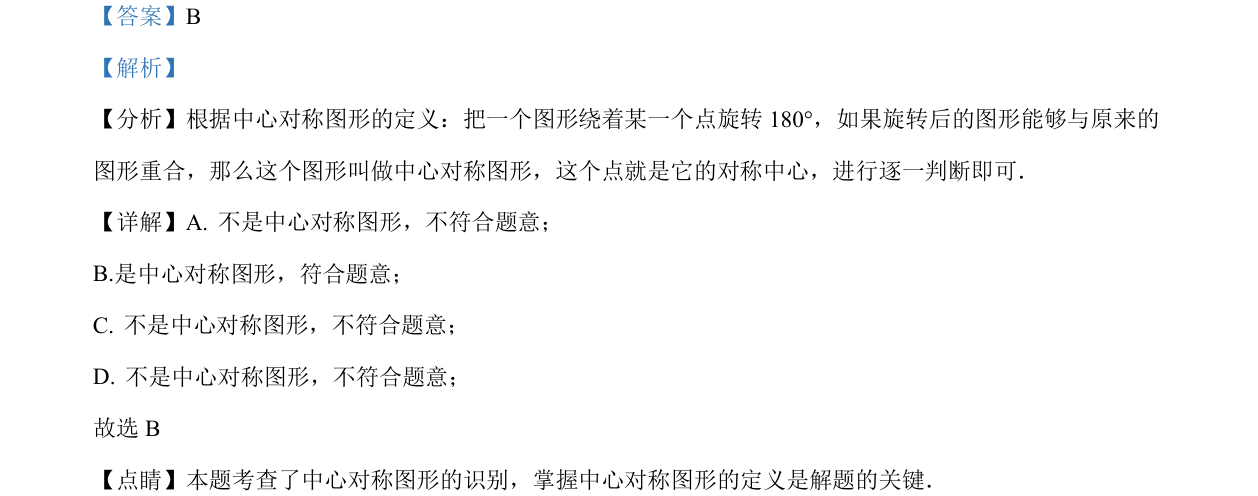 【答案】B
【解析】
【分析】根据中心对称图形的定义：把一个图形绕着某一个点旋转 180°，如果旋转后的图形能够与原来的
图形重合，那么这个图形叫做中心对称图形，这个点就是它的对称中心，进行逐一判断即可．
【详解】A. 不是中心对称图形，不符合题意；
B.是中心对称图形，符合题意；
C. 不是中心对称图形，不符合题意；
D. 不是中心对称图形，不符合题意；
故选 B
【点睛】本题考查了中心对称图形的识别，掌握中心对称图形的定义是解题的关键．